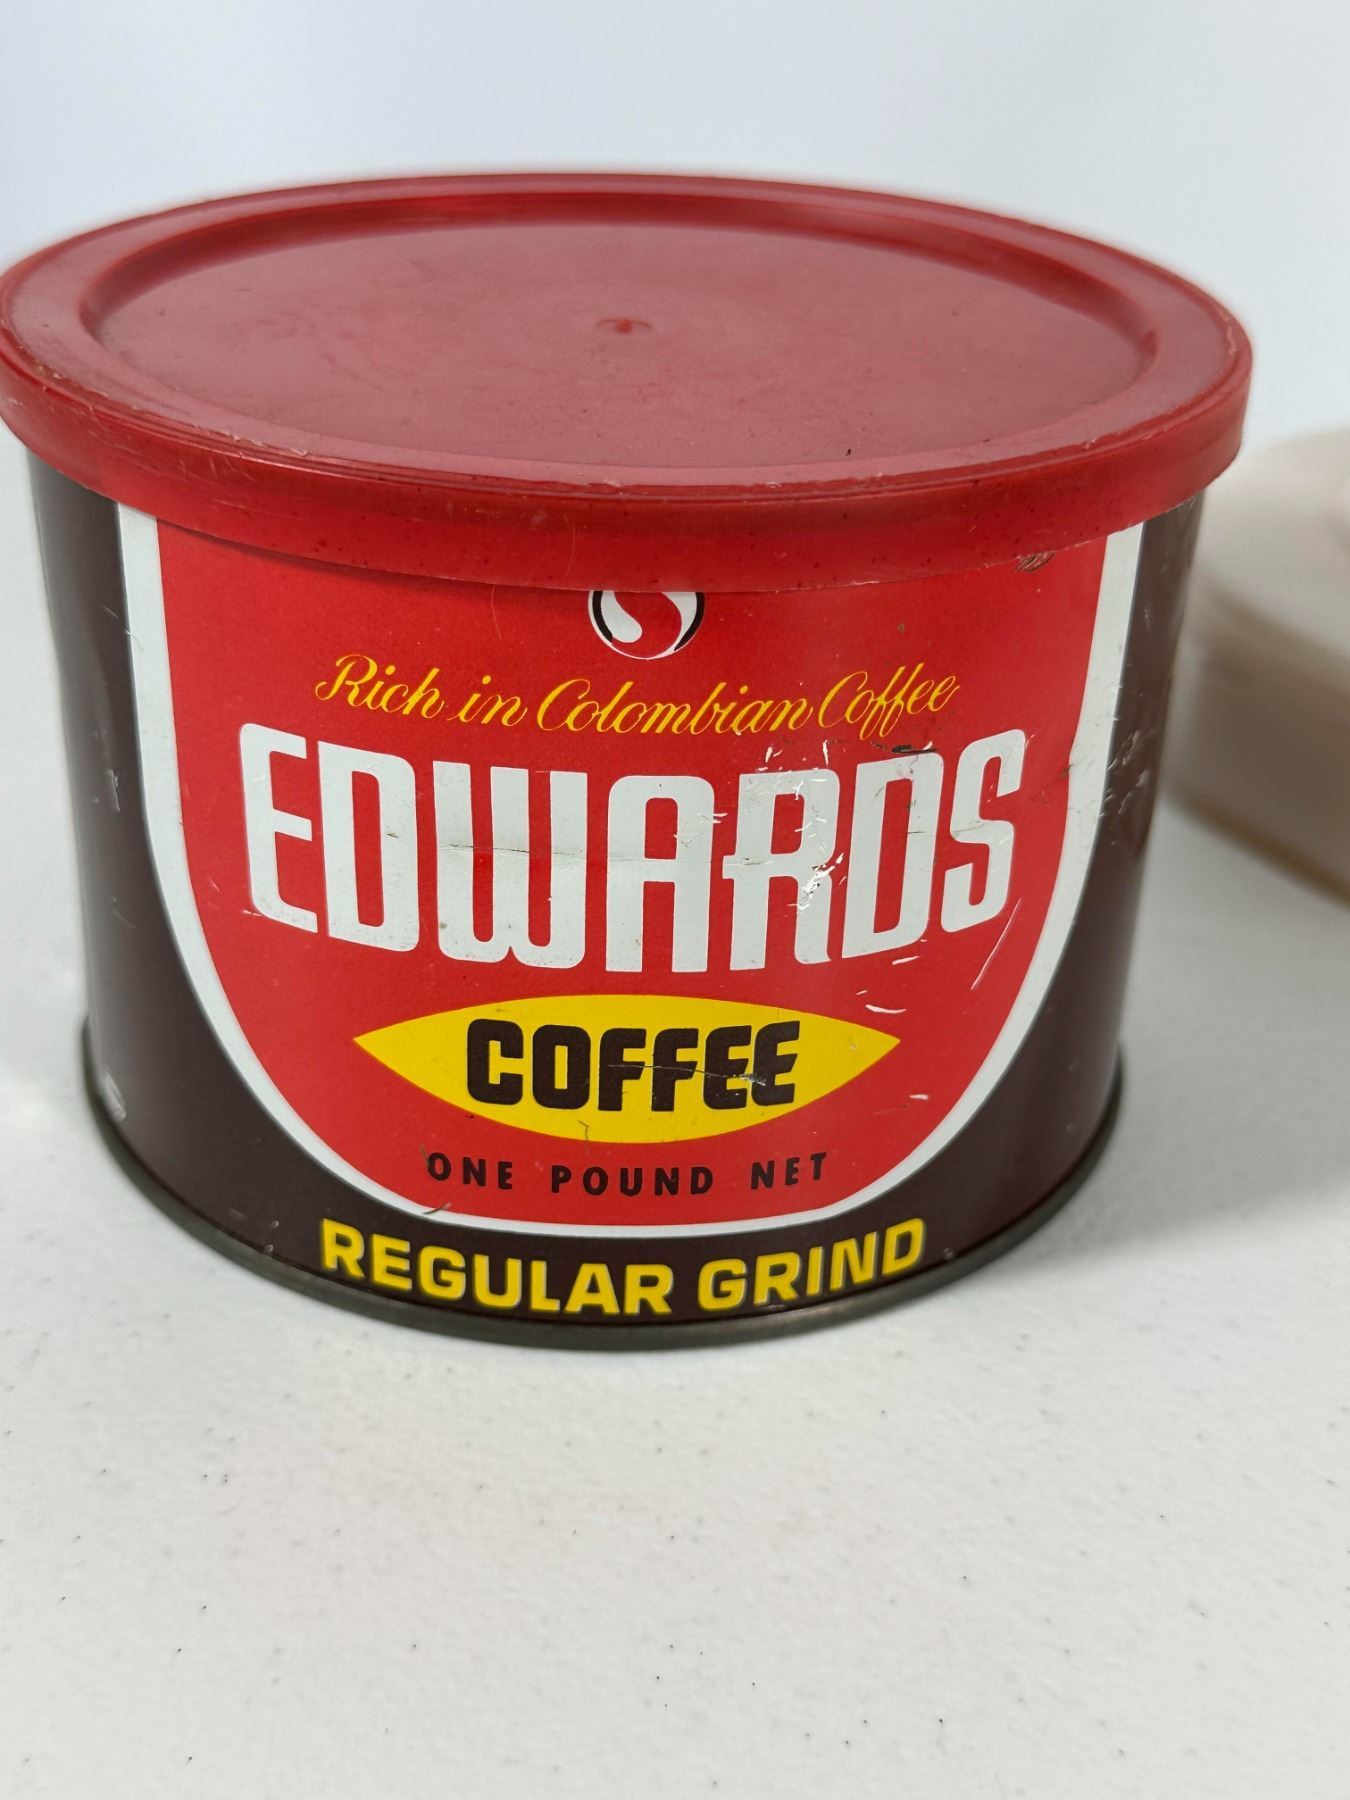 Rich in Colombian Coffee
EDWARDS
COFFEE
ONE POUND NET
REGULAR GRIND